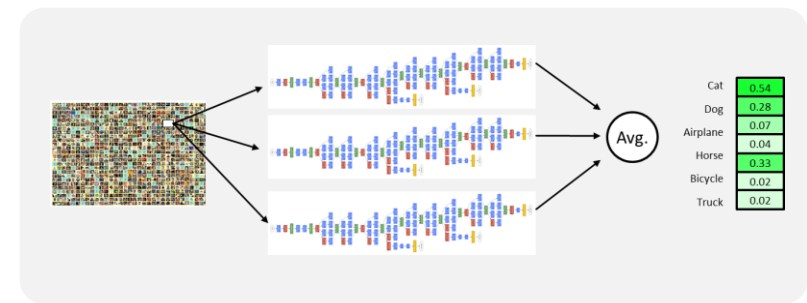 Avg.
Cat 0.54
Dog 0.28
Airplane 0.07
0.04
Horse 0.33
Bicycle 0.02
Truck 0.02